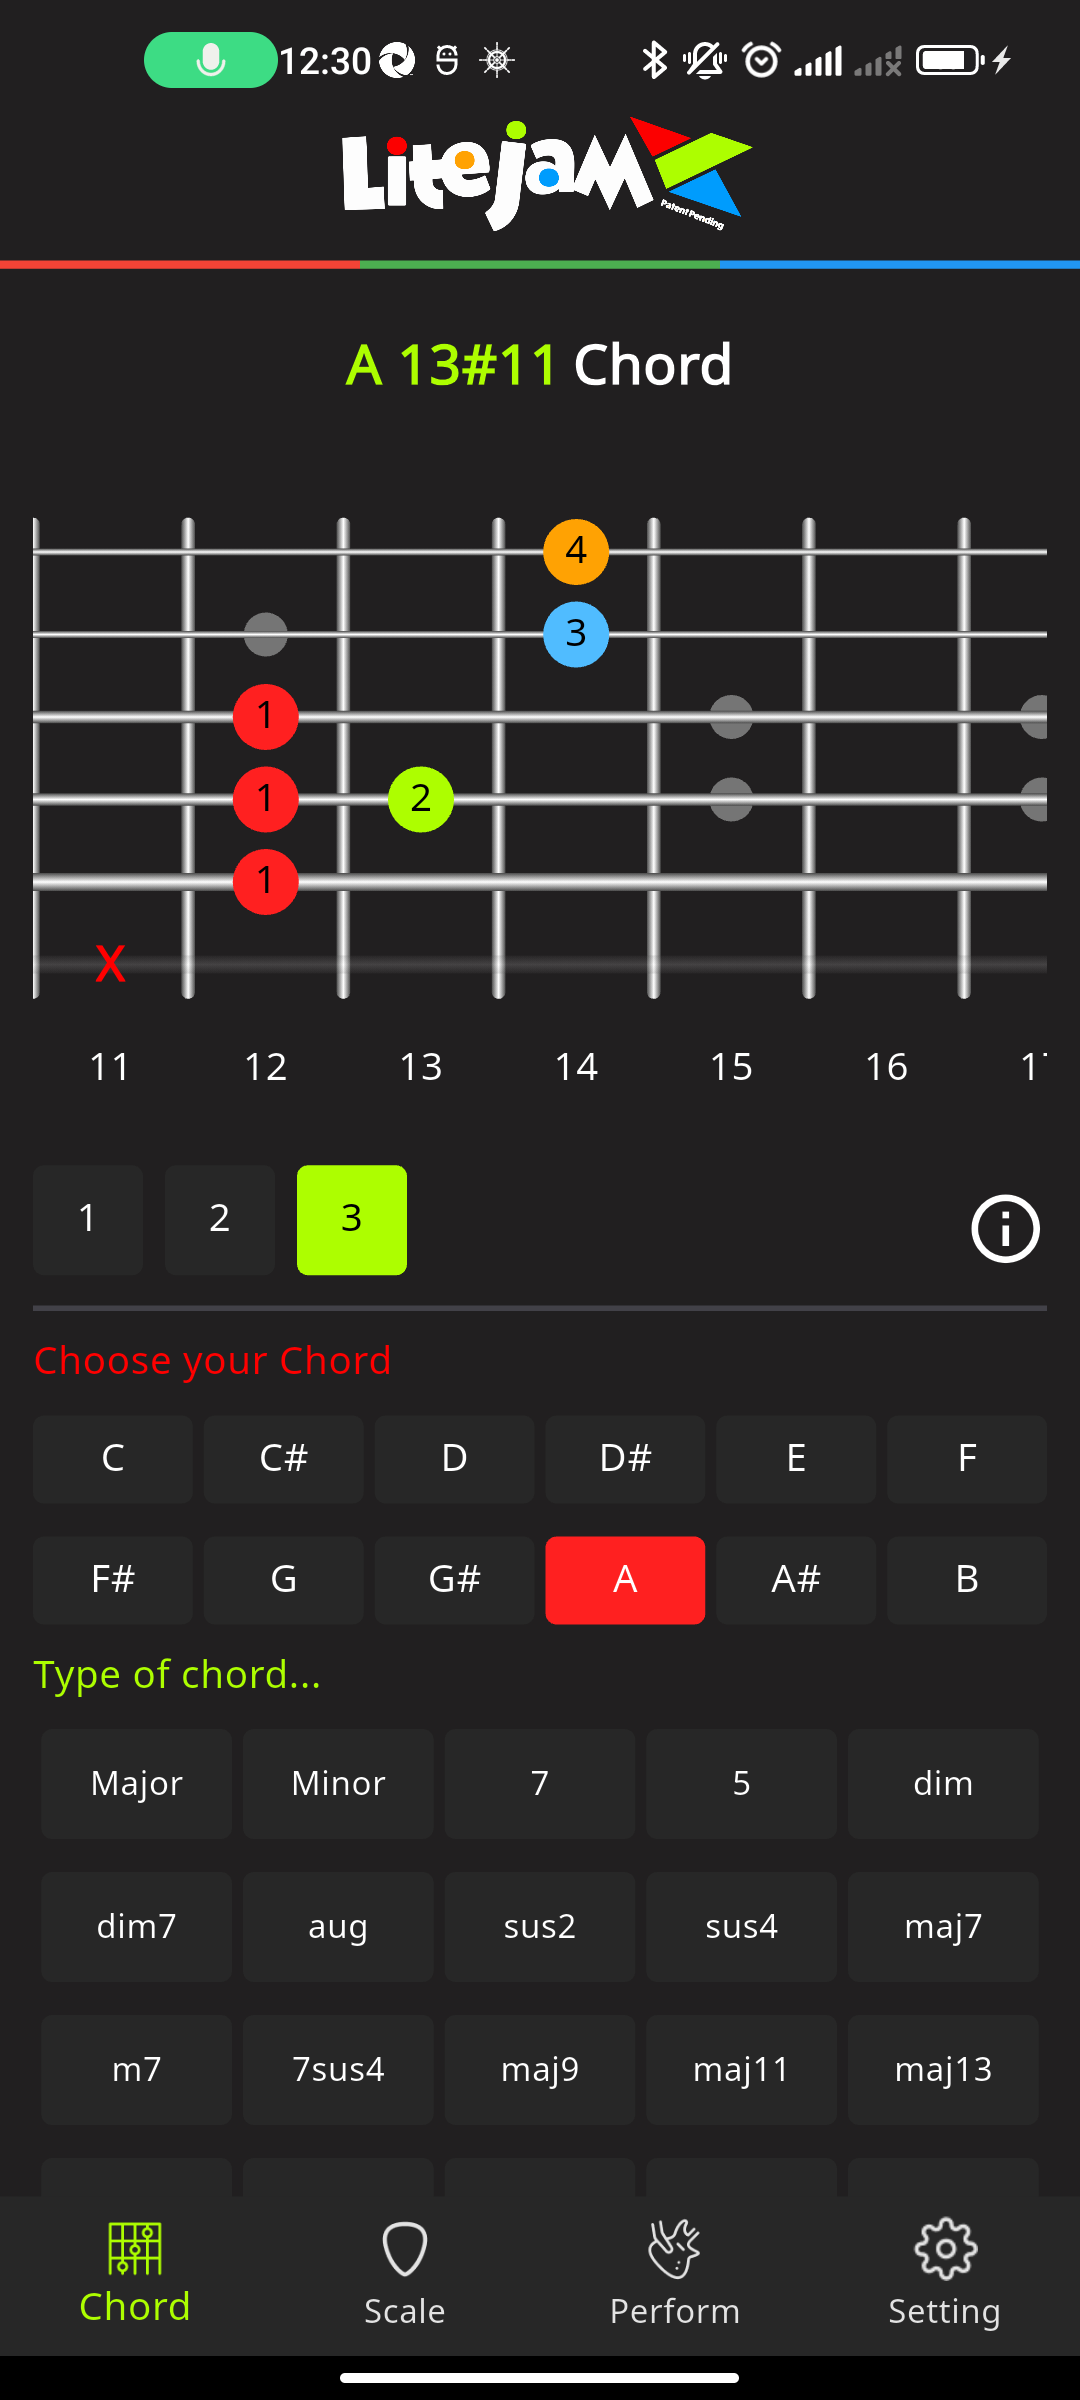 12:30
Litejam
Patent Pending
A 13#11 Chord
4
3
1
1 2
1
X
11 12 13 14 15 16
1 2 3
Choose your Chord
C C# D D# E F
F# G G# A A# B
Type of chord...
Major Minor 7 5 dim
dim7 aug sus2 sus4 maj7
m7 7sus4 maj9 maj11 maj13
Chord Scale Perform Setting